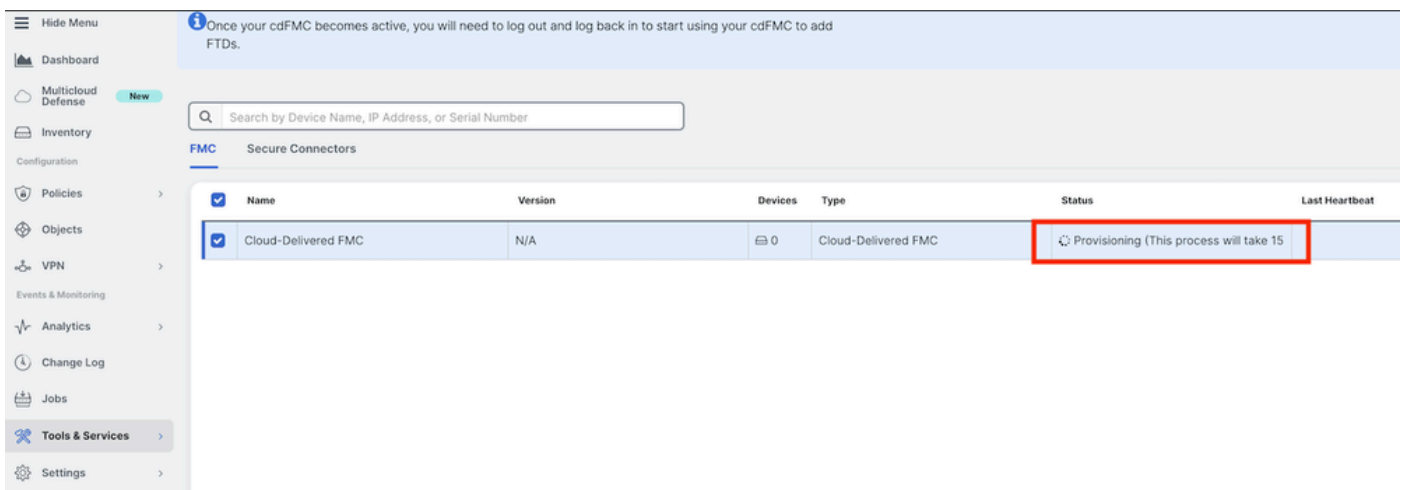 Hide Menu
Once your cdFMC becomes active, you will need to log out and log back in to start using your cdFMC to add
FTDs.
Dashboard
Multicloud
Defense
New
Search by Device Name, IP Address, or Serial Number
Inventory
FMC Secure Connectors
Configuration
Policies
Name Version Devices Type Status Last Heartbeat
Objects
Cloud-Delivered FMC N/A 0 Cloud-Delivered FMC Provisioning (This process will take 15
VPN
Events & Monitoring
Analytics
Change Log
Jobs
Tools & Services
Settings